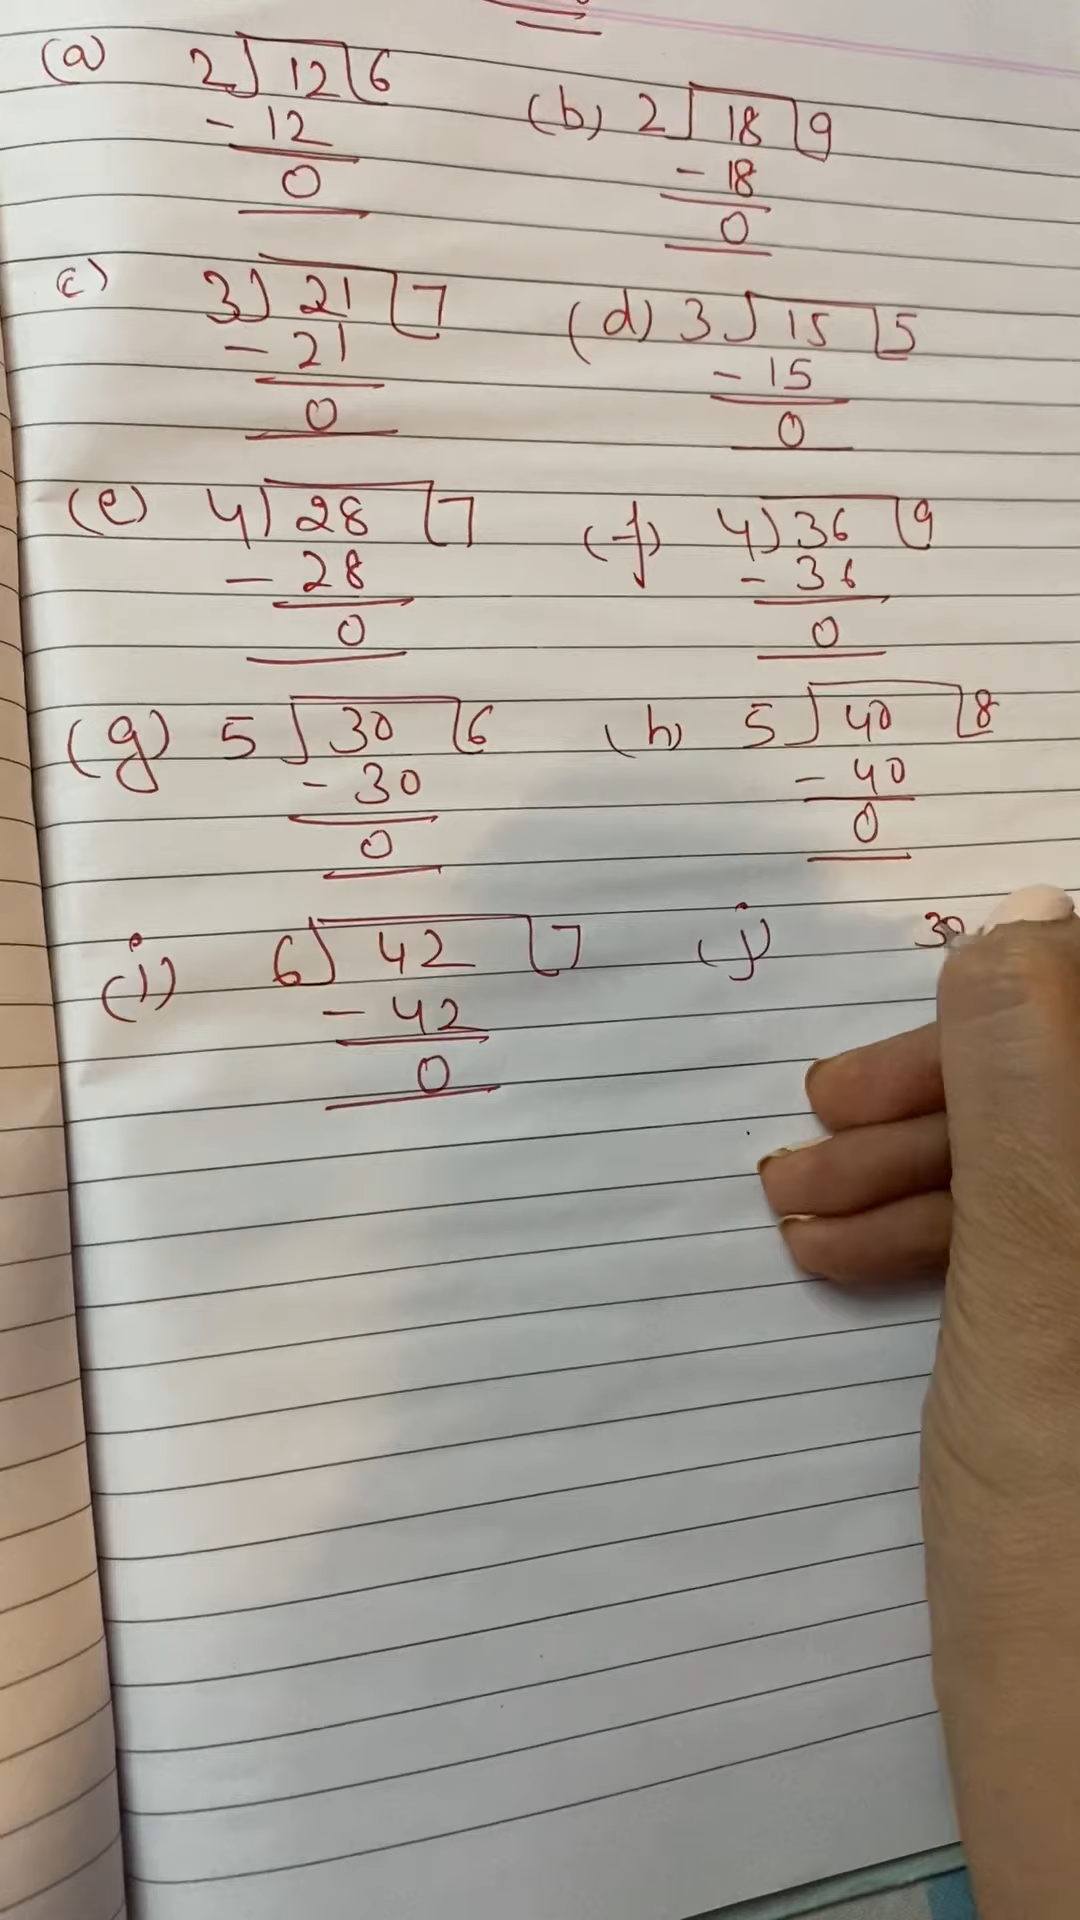 (a) 2) 12 6 (b) 2) 18 9
- 12 - 18
0 0
c) 3) 21 7 (d) 3) 15 5
- 21 - 15
0 0
(e) 4) 28 7 (f) 4) 36 9
- 28 - 36
0 0
(g) 5) 30 6 (h) 5) 40 8
- 30 - 40
0 0
(i) 6) 42 7 (j) 30
- 42
0